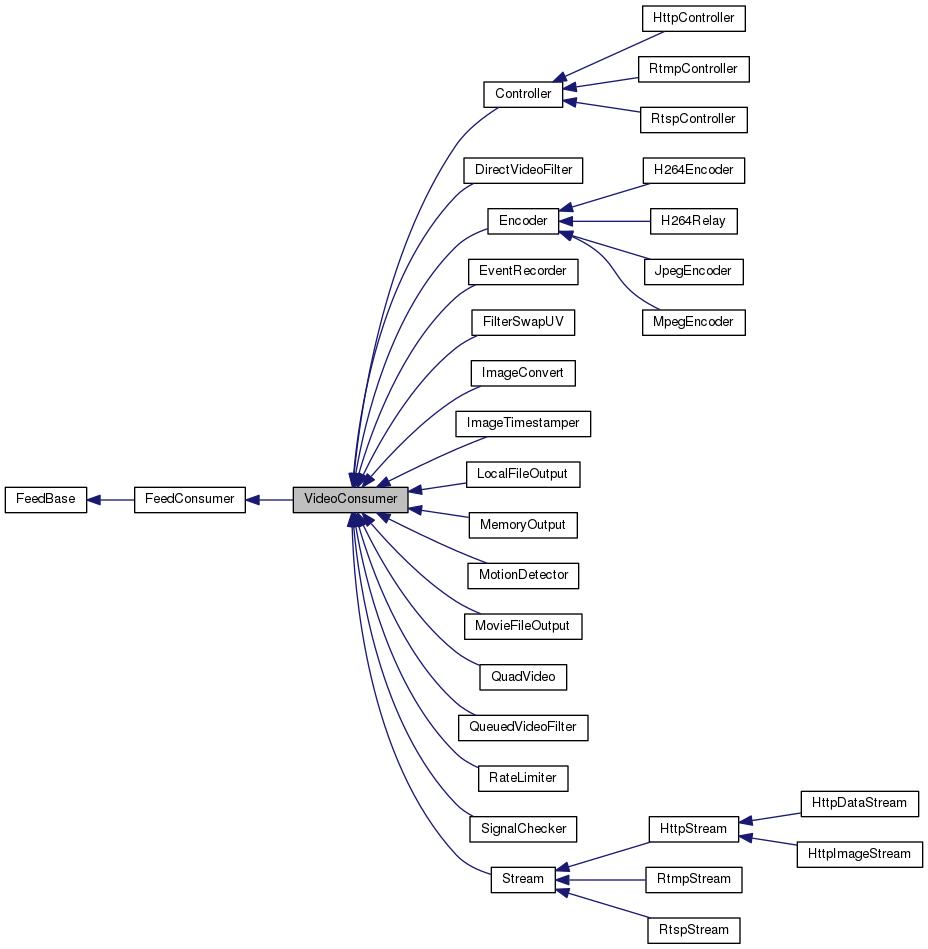 HttpController
RtmpController
Controller
RtspController
DirectVideoFilter
H264Encoder
Encoder
H264Relay
EventRecorder
JpegEncoder
FilterSwapUV
MpegEncoder
ImageConvert
ImageTimestamper
LocalFileOutput
FeedBase
FeedConsumer
VideoConsumer
MemoryOutput
MotionDetector
MovieFileOutput
QuadVideo
QueuedVideoFilter
RateLimiter
HttpDataStream
SignalChecker
HttpStream
HttpImageStream
Stream
RtmpStream
RtspStream